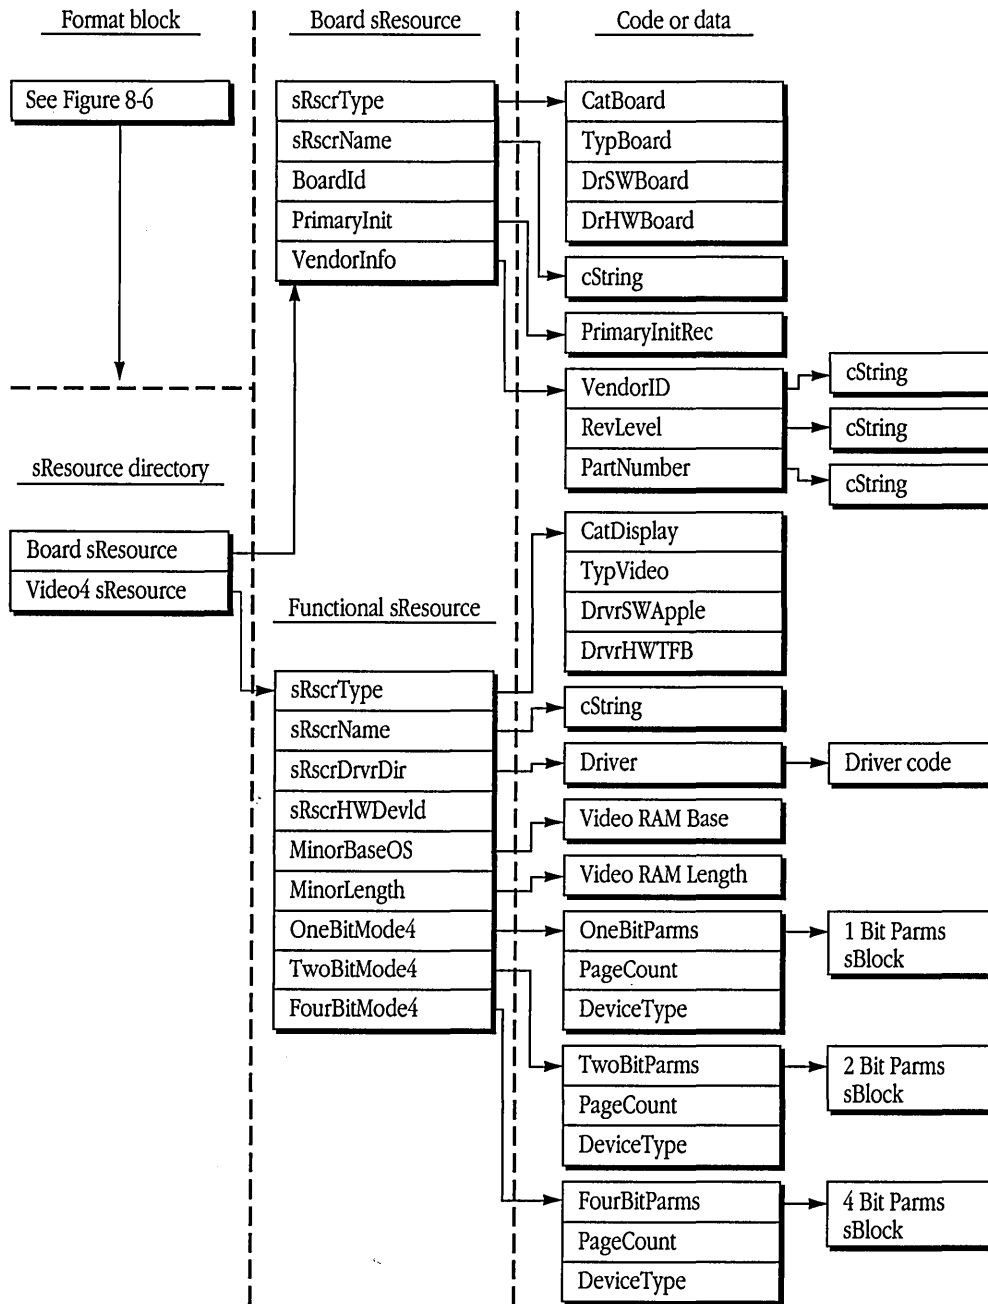 Format block
Board sResource
Code or data
See Figure 8-6
sRscrType
sRscrName
BoardId
PrimaryInit
VendorInfo
CatBoard
TypBoard
DrSWBoard
DrHWBoard
cString
PrimaryInitRec
VendorID
RevLevel
PartNumber
cString
cString
cString
sResource directory
Board sResource
Video4 sResource
Functional sResource
sRscrType
sRscrName
sRscrDrvrDir
sRscrHWDevId
MinorBaseOS
MinorLength
OneBitMode4
TwoBitMode4
FourBitMode4
CatDisplay
TypVideo
DrvrSWApple
DrvrHWTFB
cString
Driver
Driver code
Video RAM Base
Video RAM Length
OneBitParms
PageCount
DeviceType
1 Bit Parms
sBlock
TwoBitParms
PageCount
DeviceType
2 Bit Parms
sBlock
FourBitParms
PageCount
DeviceType
4 Bit Parms
sBlock